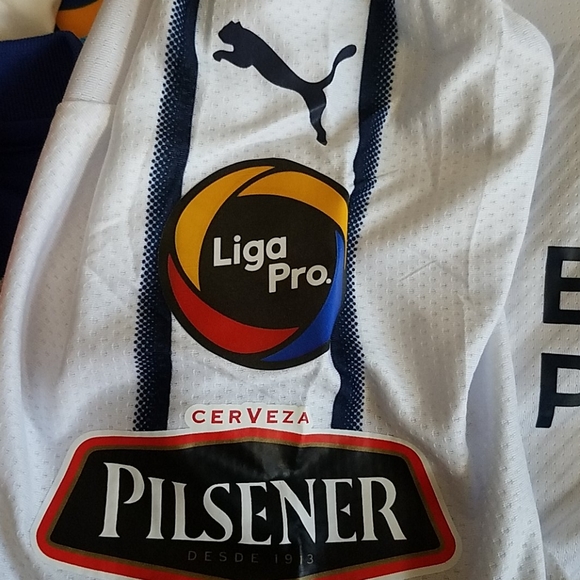 Liga
Pro.
CERVEZA
PILSENER
DESDE 1913
E
P